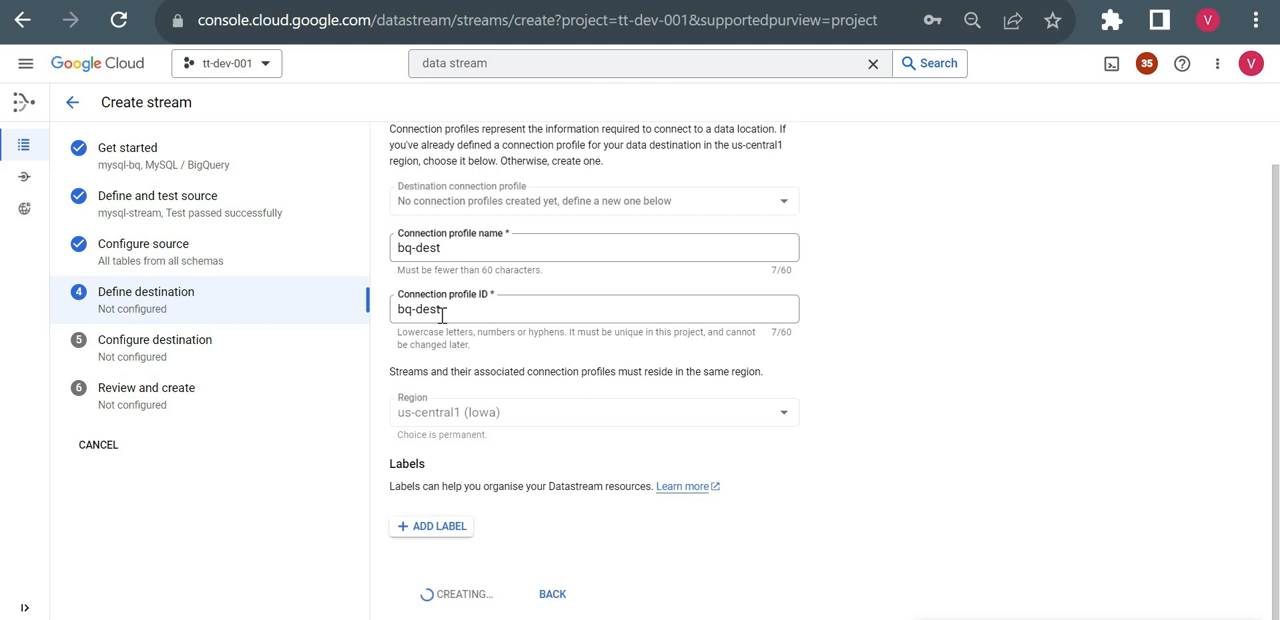 console.cloud.google.com/datastream/streams/create?project=tt-dev-001&supportedpurview=project
V
Google Cloud
tt-dev-001
data stream
Search
35
V
Create stream
Get started
mysql-bq, MySQL / BigQuery
Define and test source
mysql-stream, Test passed successfully
Configure source
All tables from all schemas
4 Define destination
Not configured
5 Configure destination
Not configured
6 Review and create
Not configured
CANCEL
Connection profiles represent the information required to connect to a data location. If
you've already defined a connection profile for your data destination in the us-central1
region, choose it below. Otherwise, create one.
Destination connection profile
No connection profiles created yet, define a new one below
Connection profile name *
bq-dest
Must be fewer than 60 characters. 7/60
Connection profile ID *
bq-dest
Lowercase letters, numbers or hyphens. It must be unique in this project, and cannot 7/60
be changed later.
Streams and their associated connection profiles must reside in the same region.
Region
us-central1 (Iowa)
Choice is permanent.
Labels
Labels can help you organise your Datastream resources. Learn more
+ ADD LABEL
CREATING... BACK